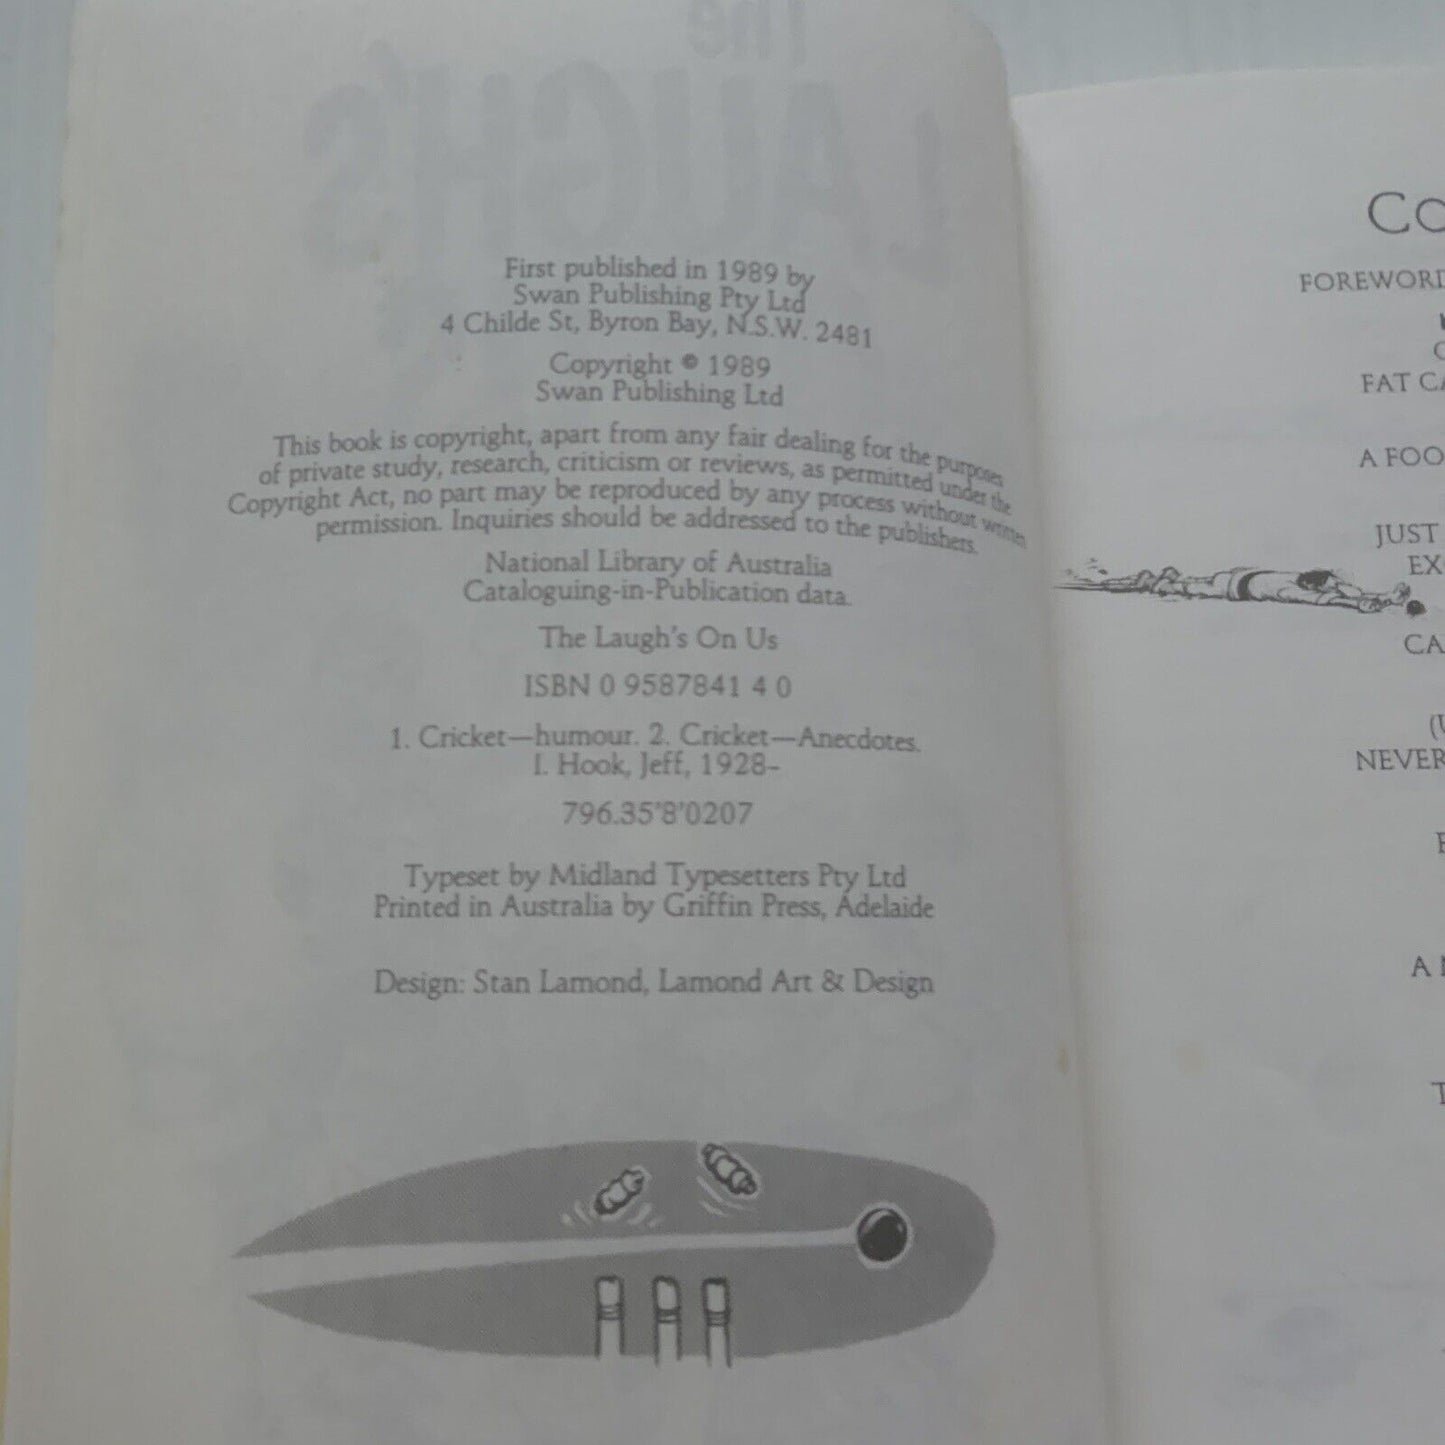 First published in 1989 by
Swan Publishing Pty Ltd
4 Childe St, Byron Bay, N.S.W. 2481
Copyright © 1989
Swan Publishing Ltd
This book is copyright, apart from any fair dealing for the purposes
of private study, research, criticism or reviews, as permitted under the
Copyright Act, no part may be reproduced by any process without written
permission. Inquiries should be addressed to the publishers.
National Library of Australia
Cataloguing-in-Publication data.
The Laugh's On Us
ISBN 0 9587841 4 0
1. Cricket—humour. 2. Cricket—Anecdotes.
I. Hook, Jeff, 1928-
796.35'8'0207
Typeset by Midland Typesetters Pty Ltd
Printed in Australia by Griffin Press, Adelaide
Design: Stan Lamond, Lamond Art & Design
The
LAUGH'S
FOREWORD
FAT CA
A FOO
JUST
EX
CA
NEVER
A